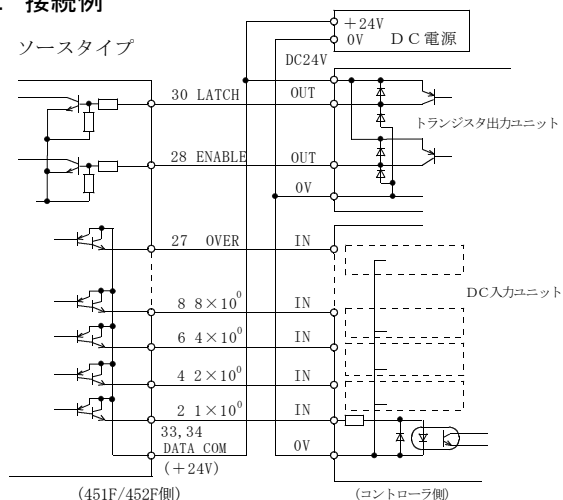 接続例
ソースタイプ
+24V
0V DC電源
DC24V
30 LATCH OUT
トランジスタ出力ユニット
28 ENABLE OUT
0V
27 OVER IN
DC入力ユニット
8 8×10⁰ IN
6 4×10⁰ IN
4 2×10⁰ IN
2 1×10⁰ IN
33,34
DATA COM 0V
(+24V)
(451F/452F側) (コントローラ側)